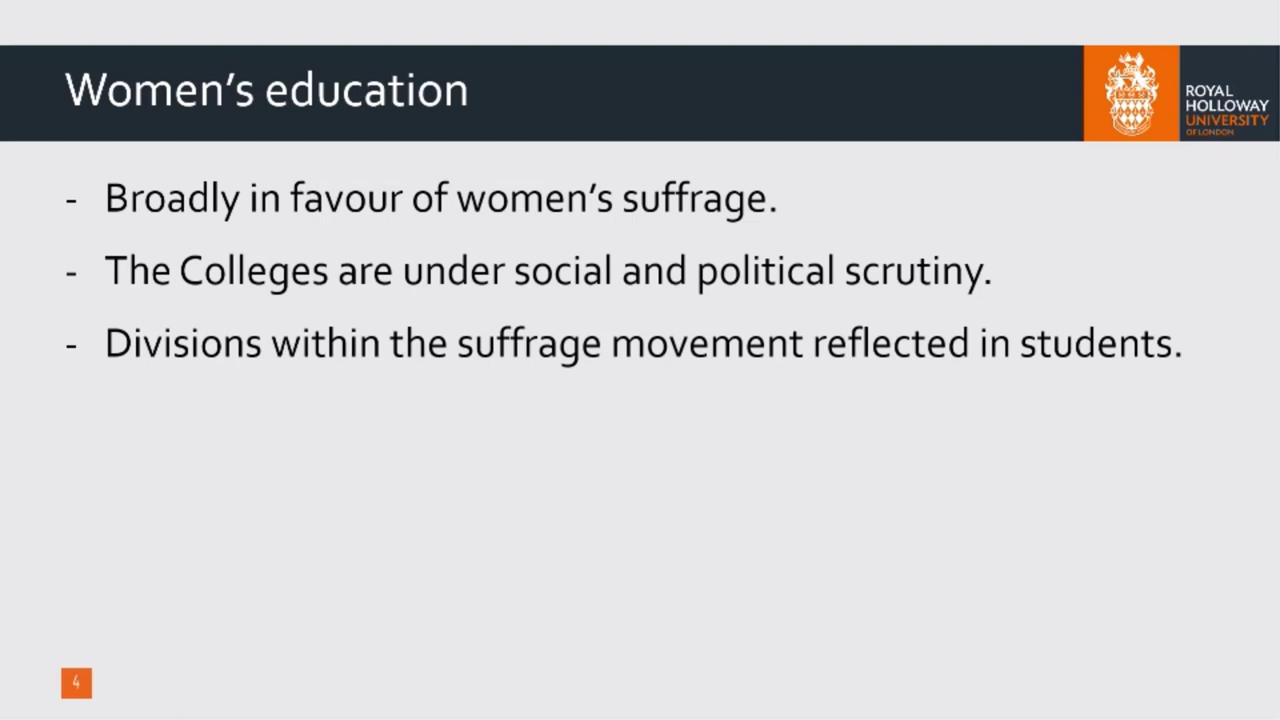 Women's education
ROYAL
HOLLOWAY
UNIVERSITY
OF LONDON
- Broadly in favour of women's suffrage.
- The Colleges are under social and political scrutiny.
- Divisions within the suffrage movement reflected in students.
4